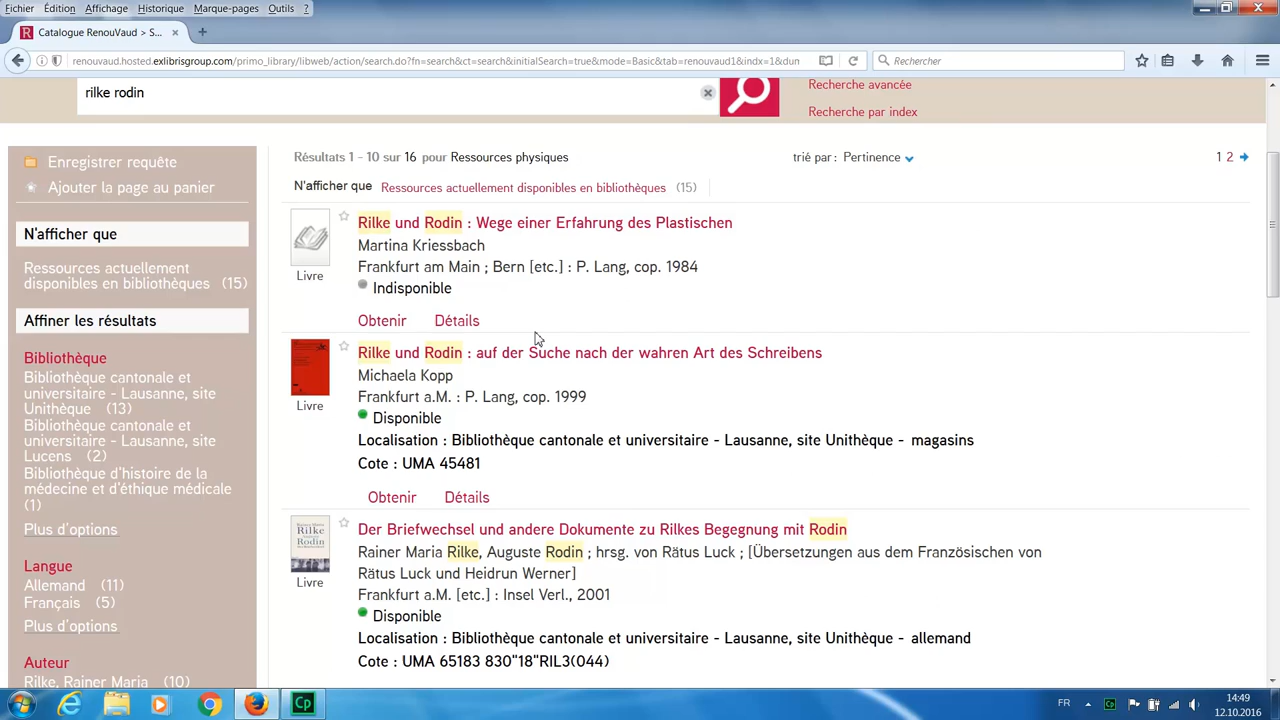 Fichier Édition Affichage Historique Marque-pages Outils ?
Catalogue RenouVaud > S...
renouvaud.hosted.exlibrisgroup.com/primo_library/libweb/action/search.do?fn=search&ct=search&initialSearch=true&mode=Basic&tab=renouvaud1&indx=1&dun
Rechercher
rilke rodin
Recherche avancée
Recherche par index
Enregistrer requête
Ajouter la page au panier
N'afficher que
Ressources actuellement
disponibles en bibliothèques (15)
Affiner les résultats
Bibliothèque
Bibliothèque cantonale et
universitaire - Lausanne, site
Unithèque (13)
Bibliothèque cantonale et
universitaire - Lausanne, site
Lucens (2)
Bibliothèque d'histoire de la
médecine et d'éthique médicale
(1)
Plus d'options
Langue
Allemand (11)
Français (5)
Plus d'options
Auteur
Rilke, Rainer Maria (10)
Résultats 1 - 10 sur 16 pour Ressources physiques
trié par : Pertinence
1 2
N'afficher que Ressources actuellement disponibles en bibliothèques (15)
Rilke und Rodin : Wege einer Erfahrung des Plastischen
Martina Kriessbach
Frankfurt am Main ; Bern [etc.] : P. Lang, cop. 1984
Livre
Indisponible
Obtenir Détails
Rilke und Rodin : auf der Suche nach der wahren Art des Schreibens
Michaela Kopp
Frankfurt a.M. : P. Lang, cop. 1999
Livre
Disponible
Localisation : Bibliothèque cantonale et universitaire - Lausanne, site Unithèque - magasins
Cote : UMA 45481
Obtenir Détails
Der Briefwechsel und andere Dokumente zu Rilkes Begegnung mit Rodin
Rainer Maria Rilke, Auguste Rodin ; hrsg. von Rätus Luck ; [Übersetzungen aus dem Französischen von
Rätus Luck und Heidrun Werner]
Rilke
Rodin
Livre
Frankfurt a.M. [etc.] : Insel Verl., 2001
Disponible
Localisation : Bibliothèque cantonale et universitaire - Lausanne, site Unithèque - allemand
Cote : UMA 65183 830"18"RIL3(044)
Cp
FR
Cp
14:49
12.10.2016